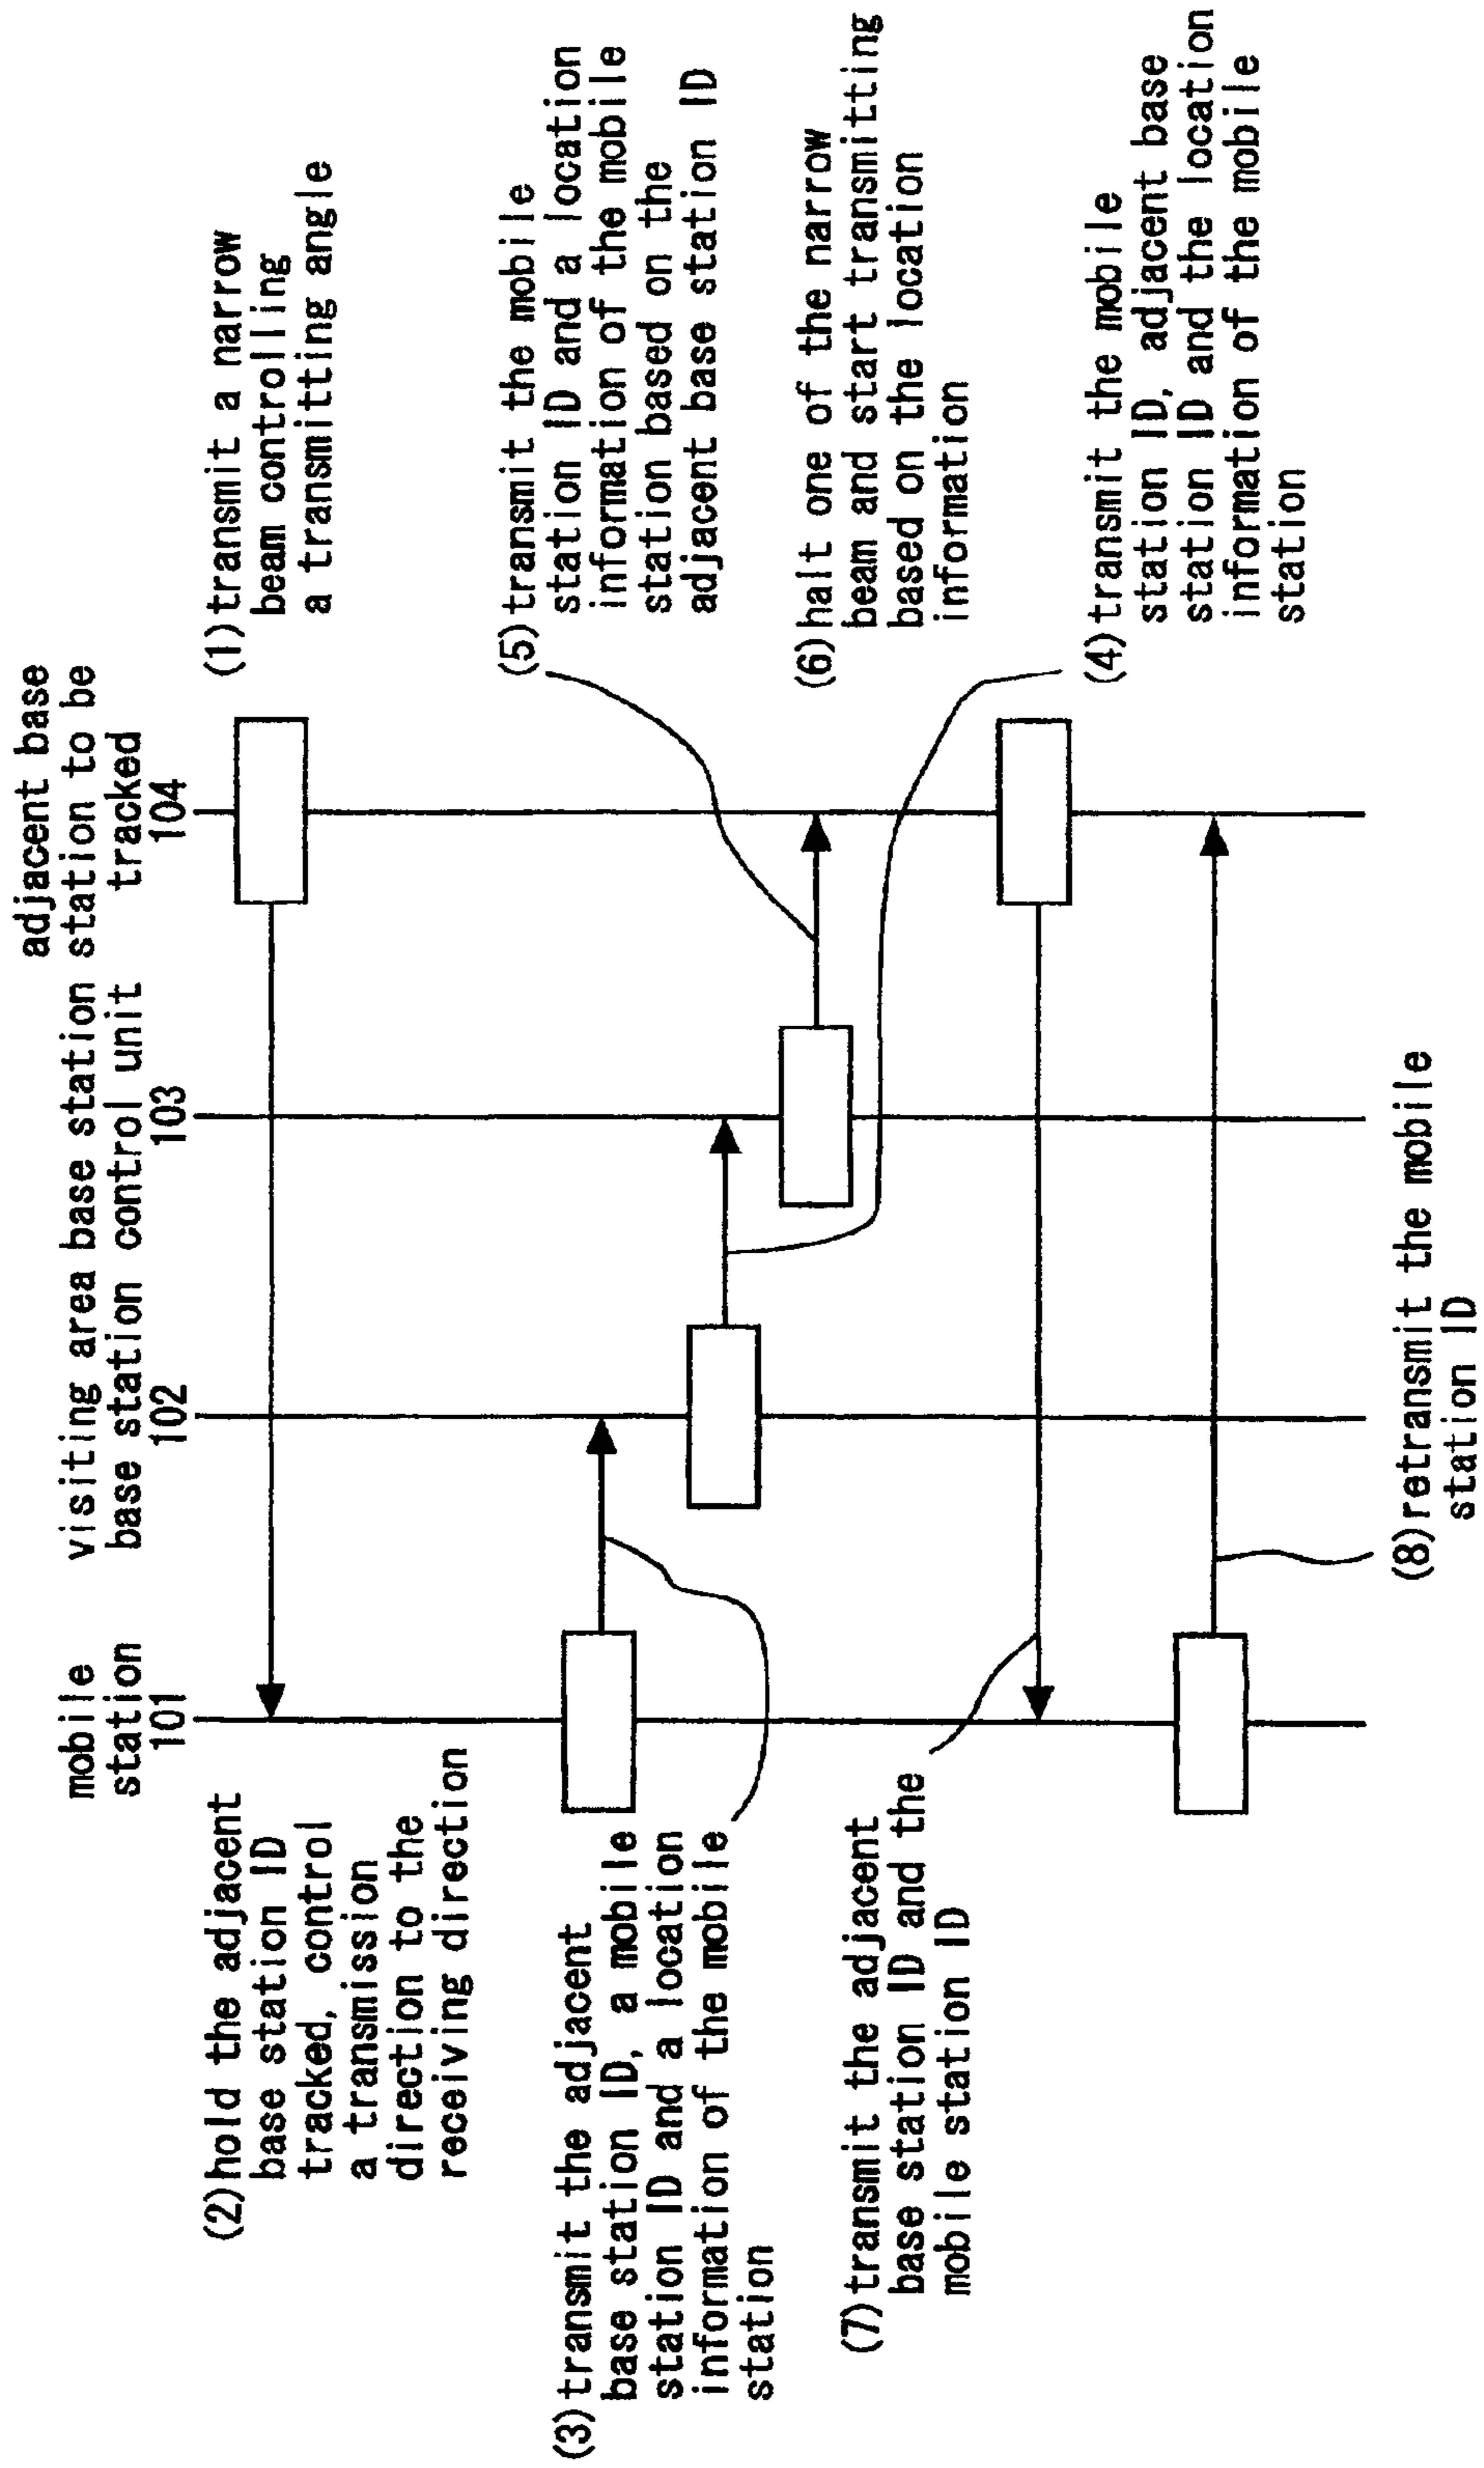 mobile
station
101
visiting area
base station
102
base station
control unit
103
adjacent base
station to be
tracked
104
(1) transmit a narrow
beam controlling
a transmitting angle
(2) hold the adjacent
base station ID
tracked, control
a transmission
direction to the
receiving direction
(3) transmit the adjacent
base station ID, a mobile
station ID and a location
information of the mobile
station
(4) transmit the mobile
station ID, adjacent base
station ID and the location
information of the mobile
station
(5) transmit the mobile
station ID and a location
information of the mobile
station based on the
adjacent base station ID
(6) halt one of the narrow
beam and start transmitting
based on the location
information
(7) transmit the adjacent
base station ID and the
mobile station ID
(8) retransmit the mobile
station ID